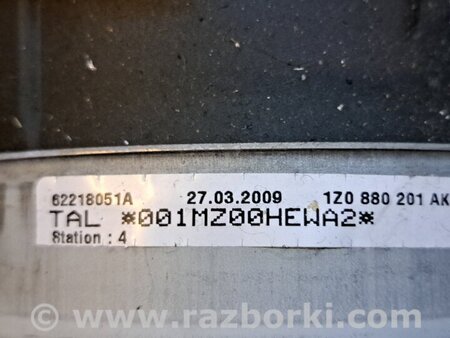 62218051A 27.03.2009 1Z0 880 201 AK
TAL *001MZ00HEWA2*
Station : 4
www.razborki.com